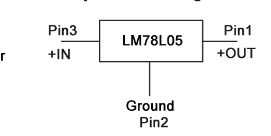 Pin3
LM78L05
Pin1
+IN
+OUT
r
Ground
Pin2